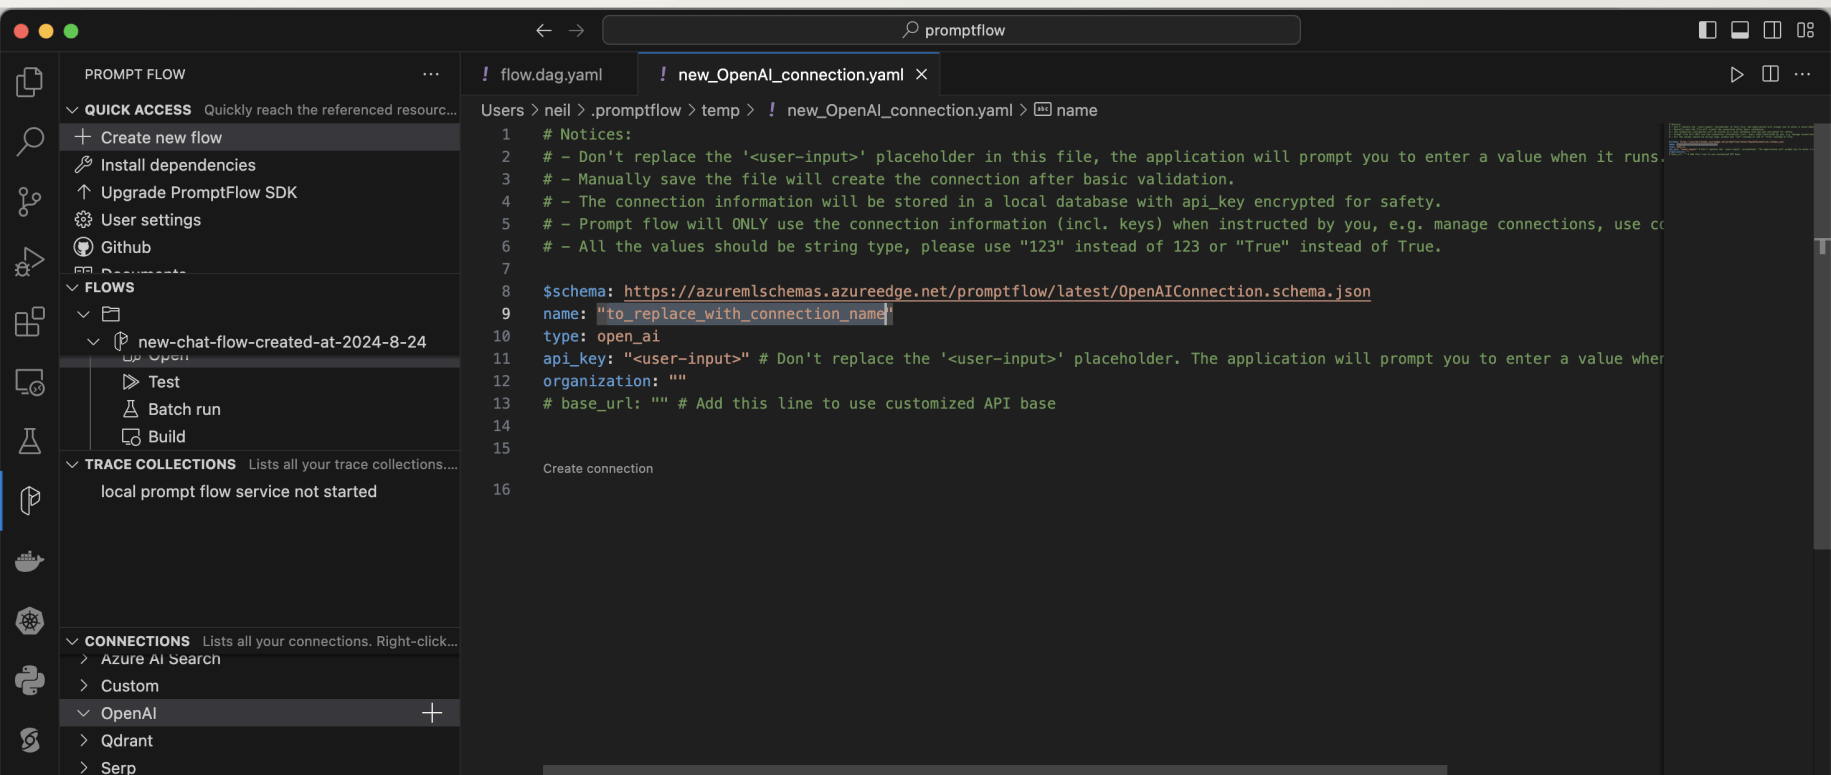 promptflow
PROMPT FLOW
QUICK ACCESS Quickly reach the referenced resourc...
Create new flow
Install dependencies
Upgrade PromptFlow SDK
User settings
Github
Documents
FLOWS
new-chat-flow-created-at-2024-8-24
Open
Test
Batch run
Build
TRACE COLLECTIONS Lists all your trace collections....
local prompt flow service not started
CONNECTIONS Lists all your connections. Right-click...
Azure AI Search
Custom
OpenAI
Qdrant
Serp
! flow.dag.yaml
! new_OpenAI_connection.yaml
Users > neil > .promptflow > temp > ! new_OpenAI_connection.yaml > abc name
1 # Notices:
2 # - Don't replace the '<user-input>' placeholder in this file, the application will prompt you to enter a value when it runs.
3 # - Manually save the file will create the connection after basic validation.
4 # - The connection information will be stored in a local database with api_key encrypted for safety.
5 # - Prompt flow will ONLY use the connection information (incl. keys) when instructed by you, e.g. manage connections, use co
6 # - All the values should be string type, please use "123" instead of 123 or "True" instead of True.
7
8 $schema: https://azuremlschemas.azureedge.net/promptflow/latest/OpenAIConnection.schema.json
9 name: "to_replace_with_connection_name"
10 type: open_ai
11 api_key: "<user-input>" # Don't replace the '<user-input>' placeholder. The application will prompt you to enter a value when
12 organization: ""
13 # base_url: "" # Add this line to use customized API base
14
15
Create connection
16